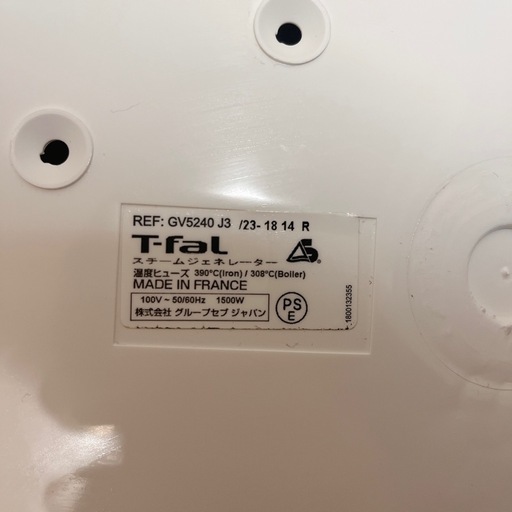 REF: GV5240 J3 /23- 18 14 R
T-faL
スチームジェネレーター
温度ヒューズ 390°C(Iron) / 308°C(Boiler)
MADE IN FRANCE
100V ~ 50/60Hz 1500W
株式会社 グループセブ ジャパン
PS
E
1800132355